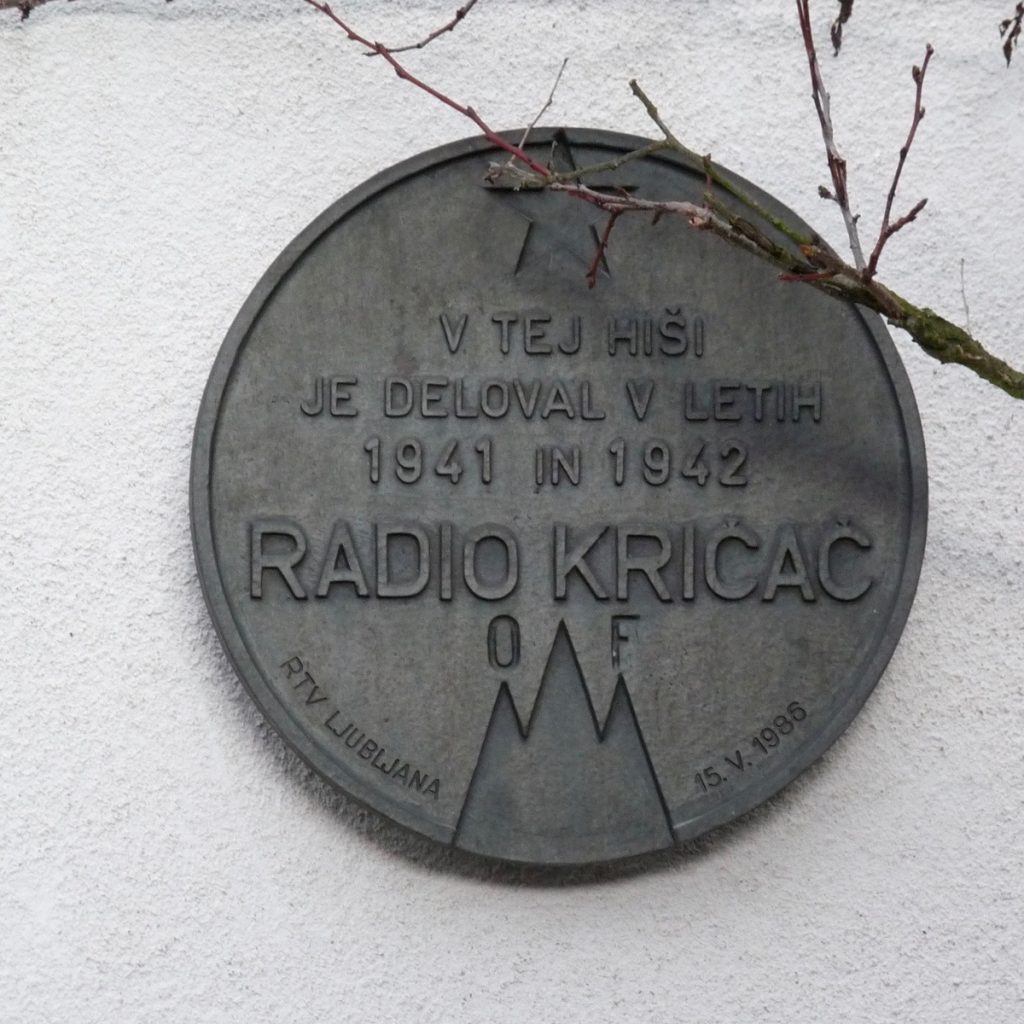 V TEJ HIŠI
JE DELOVAL V LETIH
1941 IN 1942
RADIO KRIČAČ
O F
RTV LJUBLJANA
15. V. 1986